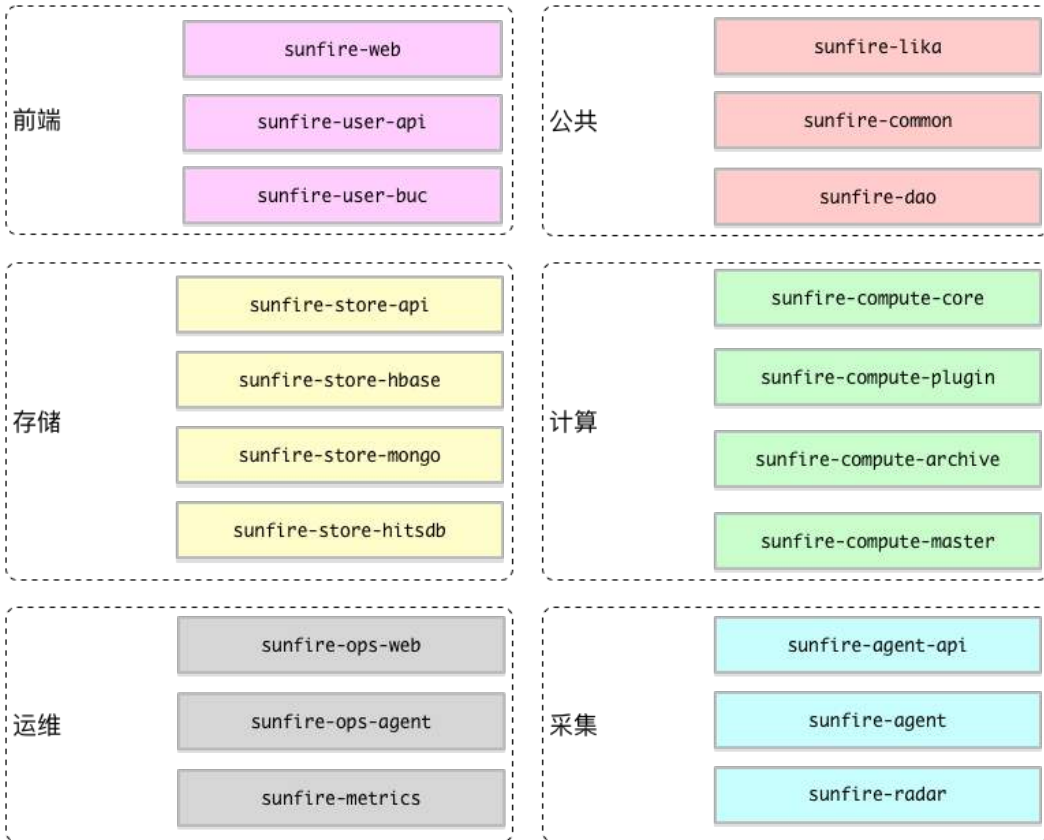 前端
sunfire-web
sunfire-user-api
sunfire-user-buc
公共
sunfire-lika
sunfire-common
sunfire-dao
存储
sunfire-store-api
sunfire-store-hbase
sunfire-store-mongo
sunfire-store-hitsdb
计算
sunfire-compute-core
sunfire-compute-plugin
sunfire-compute-archive
sunfire-compute-master
运维
sunfire-ops-web
sunfire-ops-agent
sunfire-metrics
采集
sunfire-agent-api
sunfire-agent
sunfire-radar